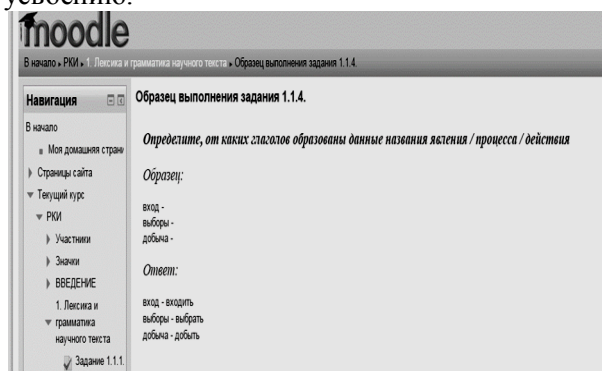 усвоению.
moodle
В начало ▸ РКИ ▸ 1. Лексика и грамматика научного текста ▸ Образец выполнения задания 1.1.4.
Навигация
В начало
Моя домашняя страни
Страницы сайта
Текущий курс
РКИ
Участники
Значки
ВВЕДЕНИЕ
1. Лексика и
грамматика
научного текста
Задание 1.1.1.
Образец выполнения задания 1.1.4.
Определите, от каких глаголов образованы данные названия явления / процесса / действия
Образец:
вход -
выборы -
добыча -
Ответ:
вход - входить
выборы - выбрать
добыча - добыть